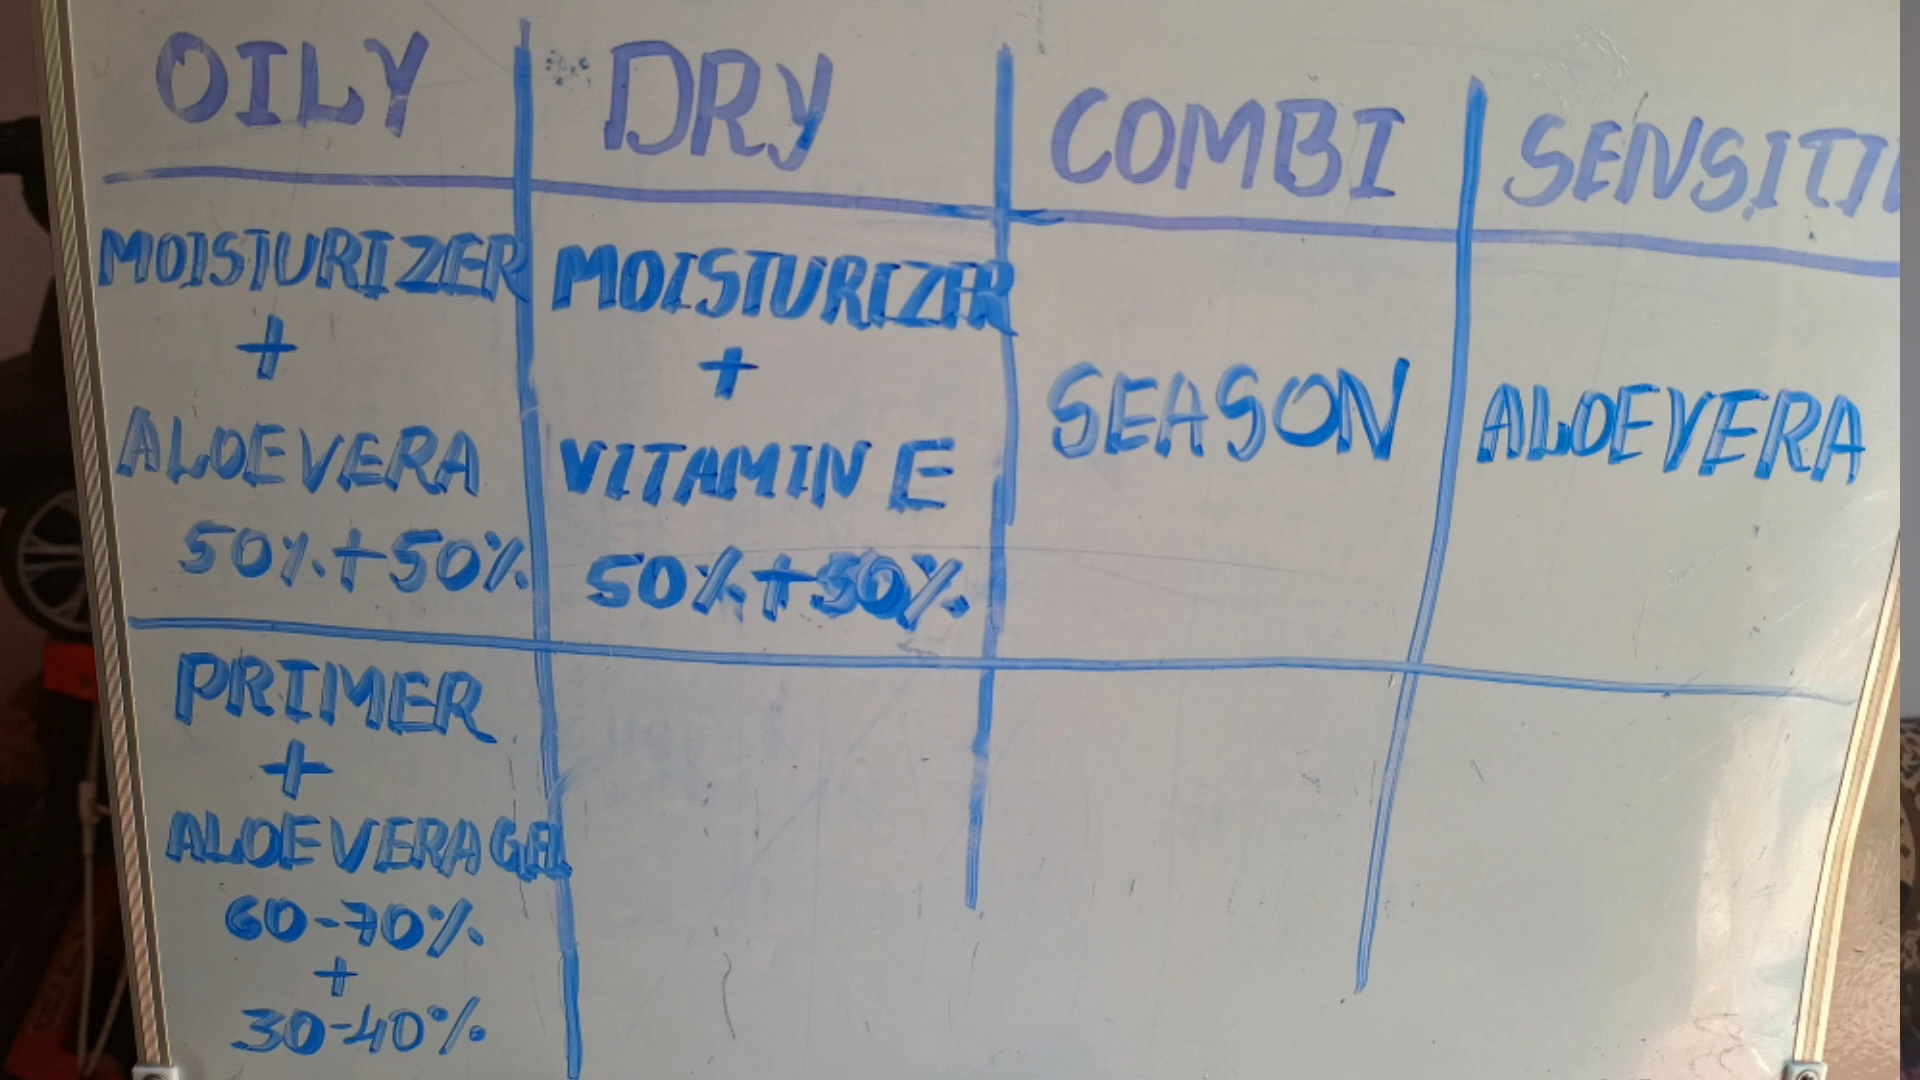 OILY
DRY
COMBI
SENSITI
MOISTURIZER
+
ALOEVERA
50%+50%
MOISTURIZER
+
VITAMIN E
50%+50%
SEASON
ALOEVERA
PRIMER
+
ALOEVERA GEL
60-70%
+
30-40%